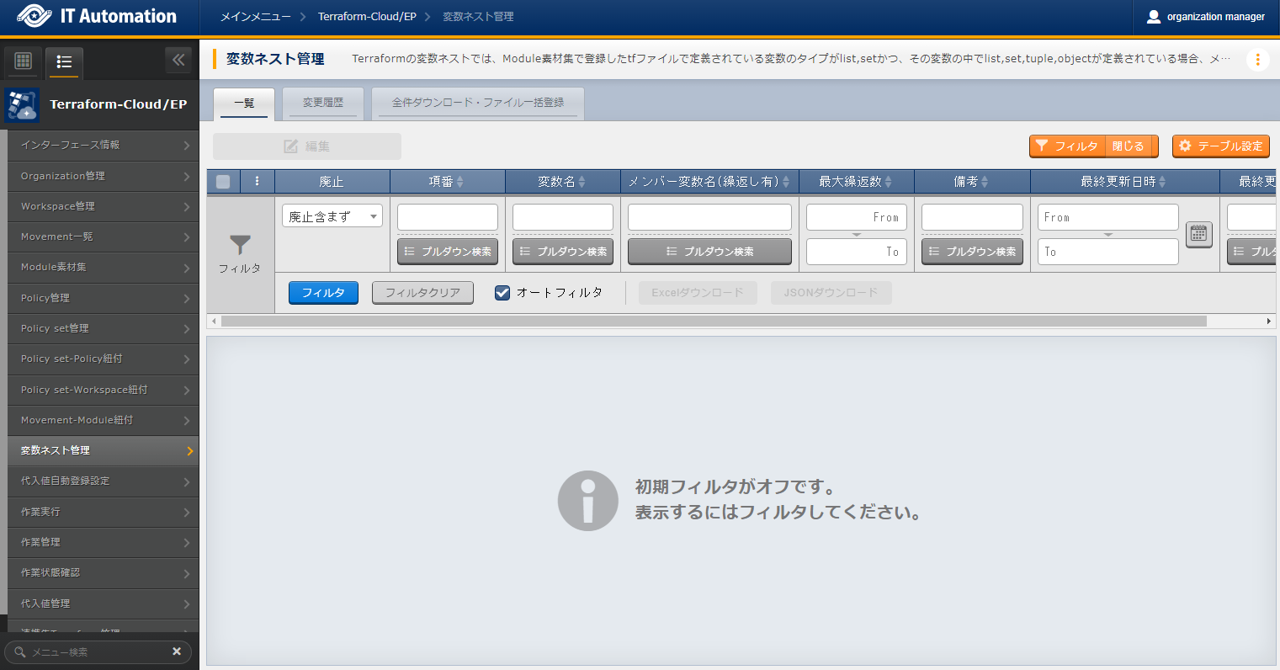 IT Automation
メインメニュー
Terraform-Cloud/EP
変数ネスト管理
organization manager
Terraform-Cloud/EP
インターフェース情報
Organization管理
Workspace管理
Movement一覧
Module素材集
Policy管理
Policy set管理
Policy set-Policy紐付
Policy set-Workspace紐付
Movement-Module紐付
変数ネスト管理
代入値自動登録設定
作業実行
作業管理
作業状態確認
代入値管理
メニュー検索
変数ネスト管理
Terraformの変数ネストでは、Module素材集で登録したtfファイルで定義されている変数のタイプがlist,setかつ、その変数の中でlist,set,tuple,objectが定義されている場合、メ…
一覧
変更履歴
全件ダウンロード・ファイル一括登録
編集
フィルタ 閉じる
テーブル設定
廃止
項番
変数名
メンバー変数名(繰返し有)
最大繰返数
備考
最終更新日時
最終更
フィルタ
廃止含まず
プルダウン検索
プルダウン検索
プルダウン検索
From
To
プルダウン検索
From
To
プル
フィルタ
フィルタクリア
オートフィルタ
Excelダウンロード
JSONダウンロード
初期フィルタがオフです。
表示するにはフィルタしてください。